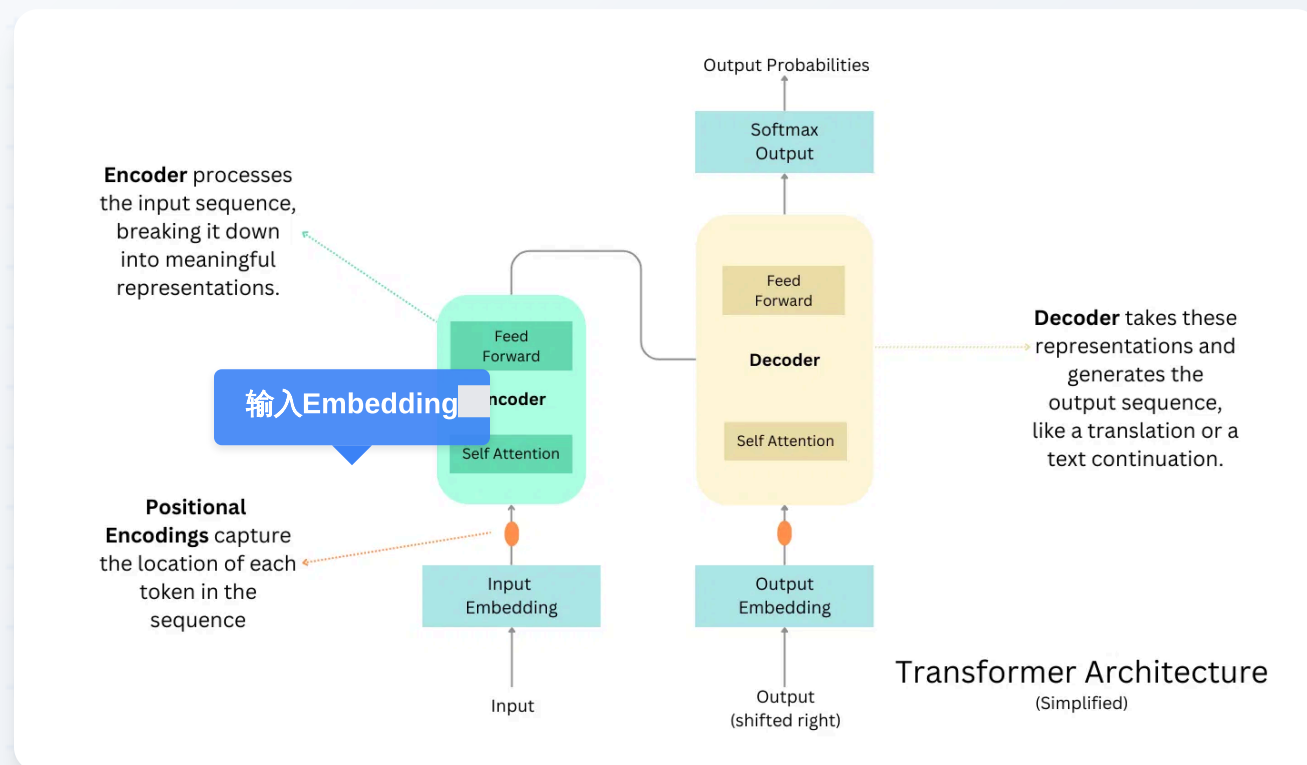 Output Probabilities
Softmax
Output
Encoder processes
the input sequence,
breaking it down
into meaningful
representations.
Feed
Forward
Feed
Forward
Decoder
Decoder takes these
representations and
generates the
output sequence,
like a translation or a
text continuation.
输入Embedding
ncoder
Self Attention
Self Attention
Positional
Encodings capture
the location of each
token in the
sequence
Input
Embedding
Output
Embedding
Input
Output
(shifted right)
Transformer Architecture
(Simplified)